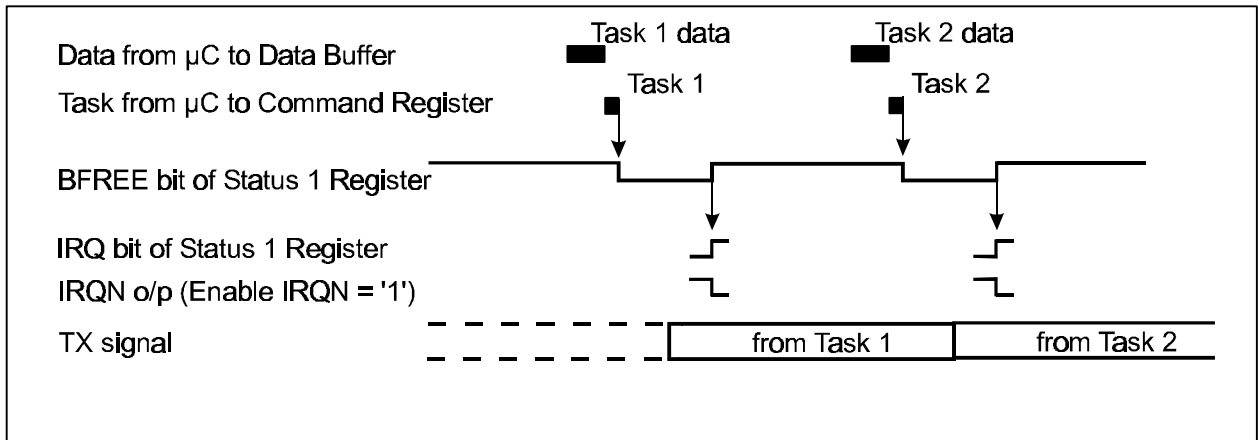 Task 1 data
Task 2 data
Data from µC to Data Buffer
Task 1
Task 2
Task from µC to Command Register
BFREE bit of Status 1 Register
IRQ bit of Status 1 Register
IRQN o/p (Enable IRQN = '1')
TX signal
from Task 1
from Task 2